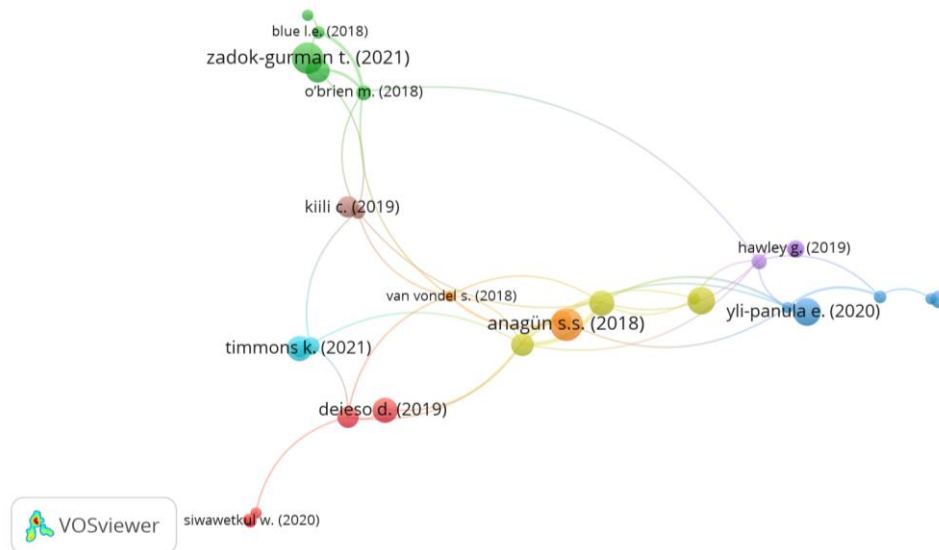 blue l.e. (2018)
zadok-gurman t. (2021)
o'brien m. (2018)
kiili c. (2019)
hawley g. (2019)
van vondel s. (2018)
yli-panula e. (2020)
anagün s.s. (2018)
timmons k. (2021)
deieso d. (2019)
siwawetkul w. (2020)
VOSviewer